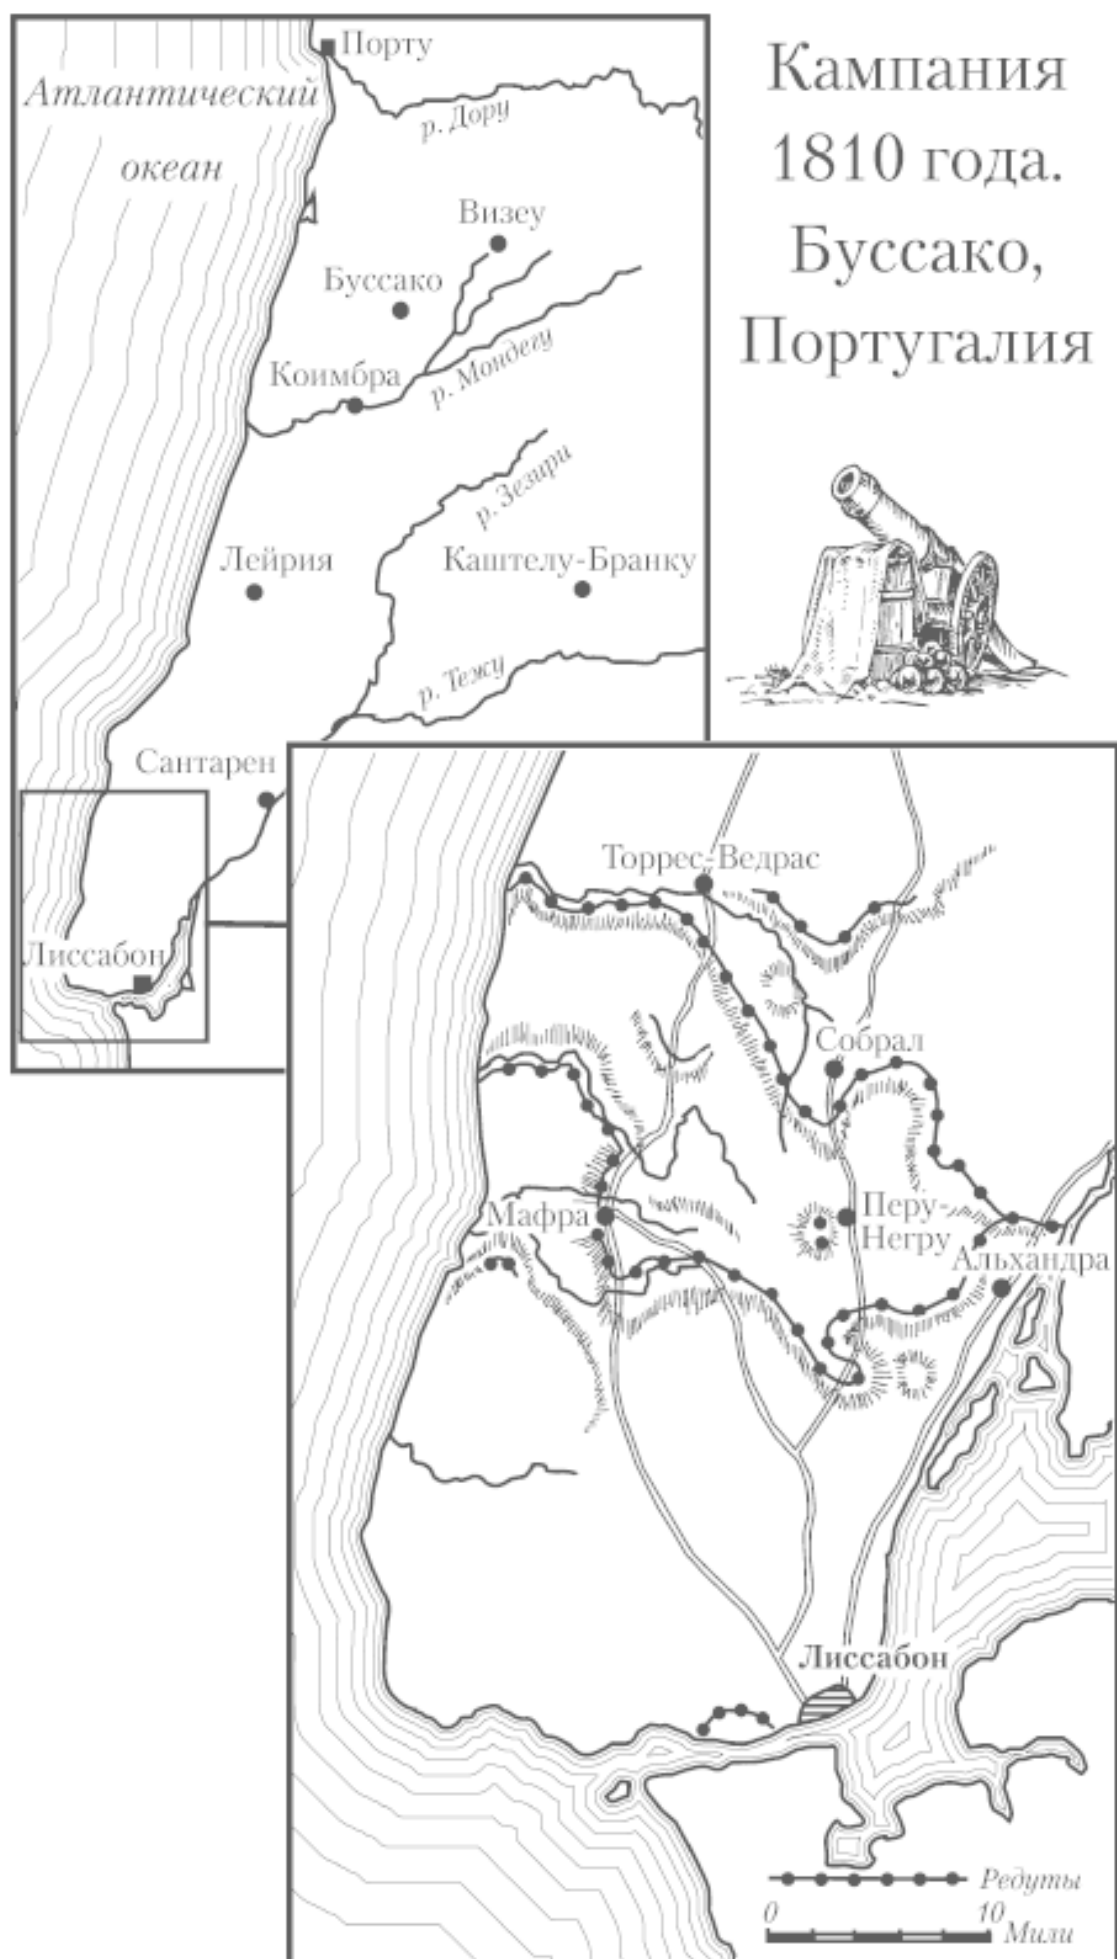 Кампания
1810 года.
Буссако,
Португалия
Порту
Атлантический
океан
р. Дору
Визеу
Буссако
Коимбра
р. Мондегу
р. Зезири
Лейрия
Каштелу-Бранку
р. Тежу
Сантарен
Лиссабон
Торрес-Ведрас
Собрал
Мафра
Перу-
Негру
Альхандра
Лиссабон
Редуты
0 10
Мили